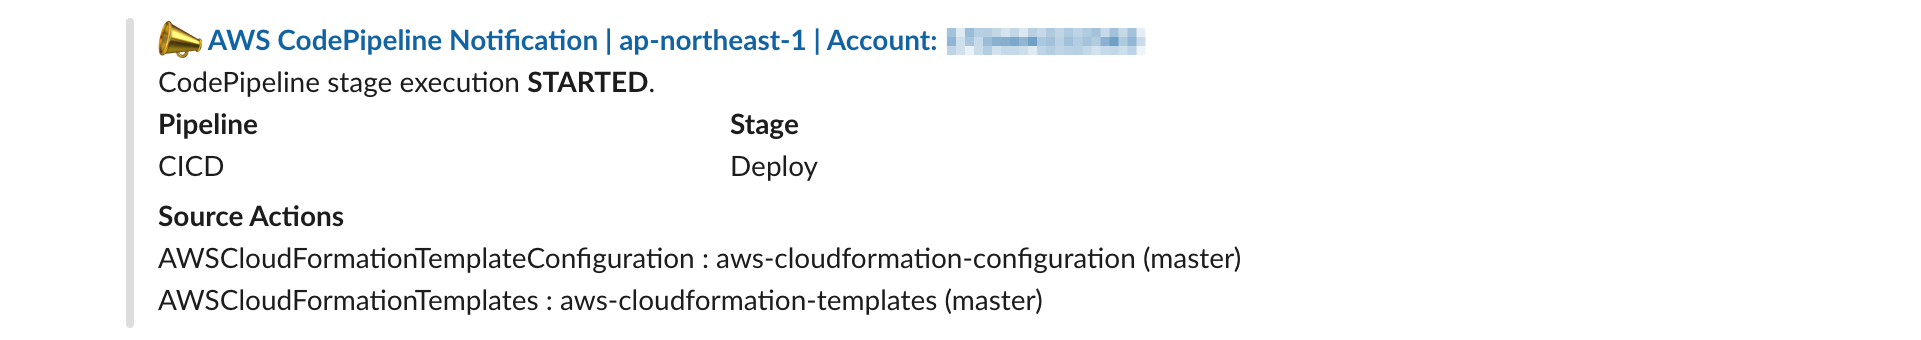 AWS CodePipeline Notification | ap-northeast-1 | Account:
CodePipeline stage execution STARTED.
Pipeline
Stage
CICD
Deploy
Source Actions
AWSCloudFormationTemplateConfiguration : aws-cloudformation-configuration (master)
AWSCloudFormationTemplates : aws-cloudformation-templates (master)